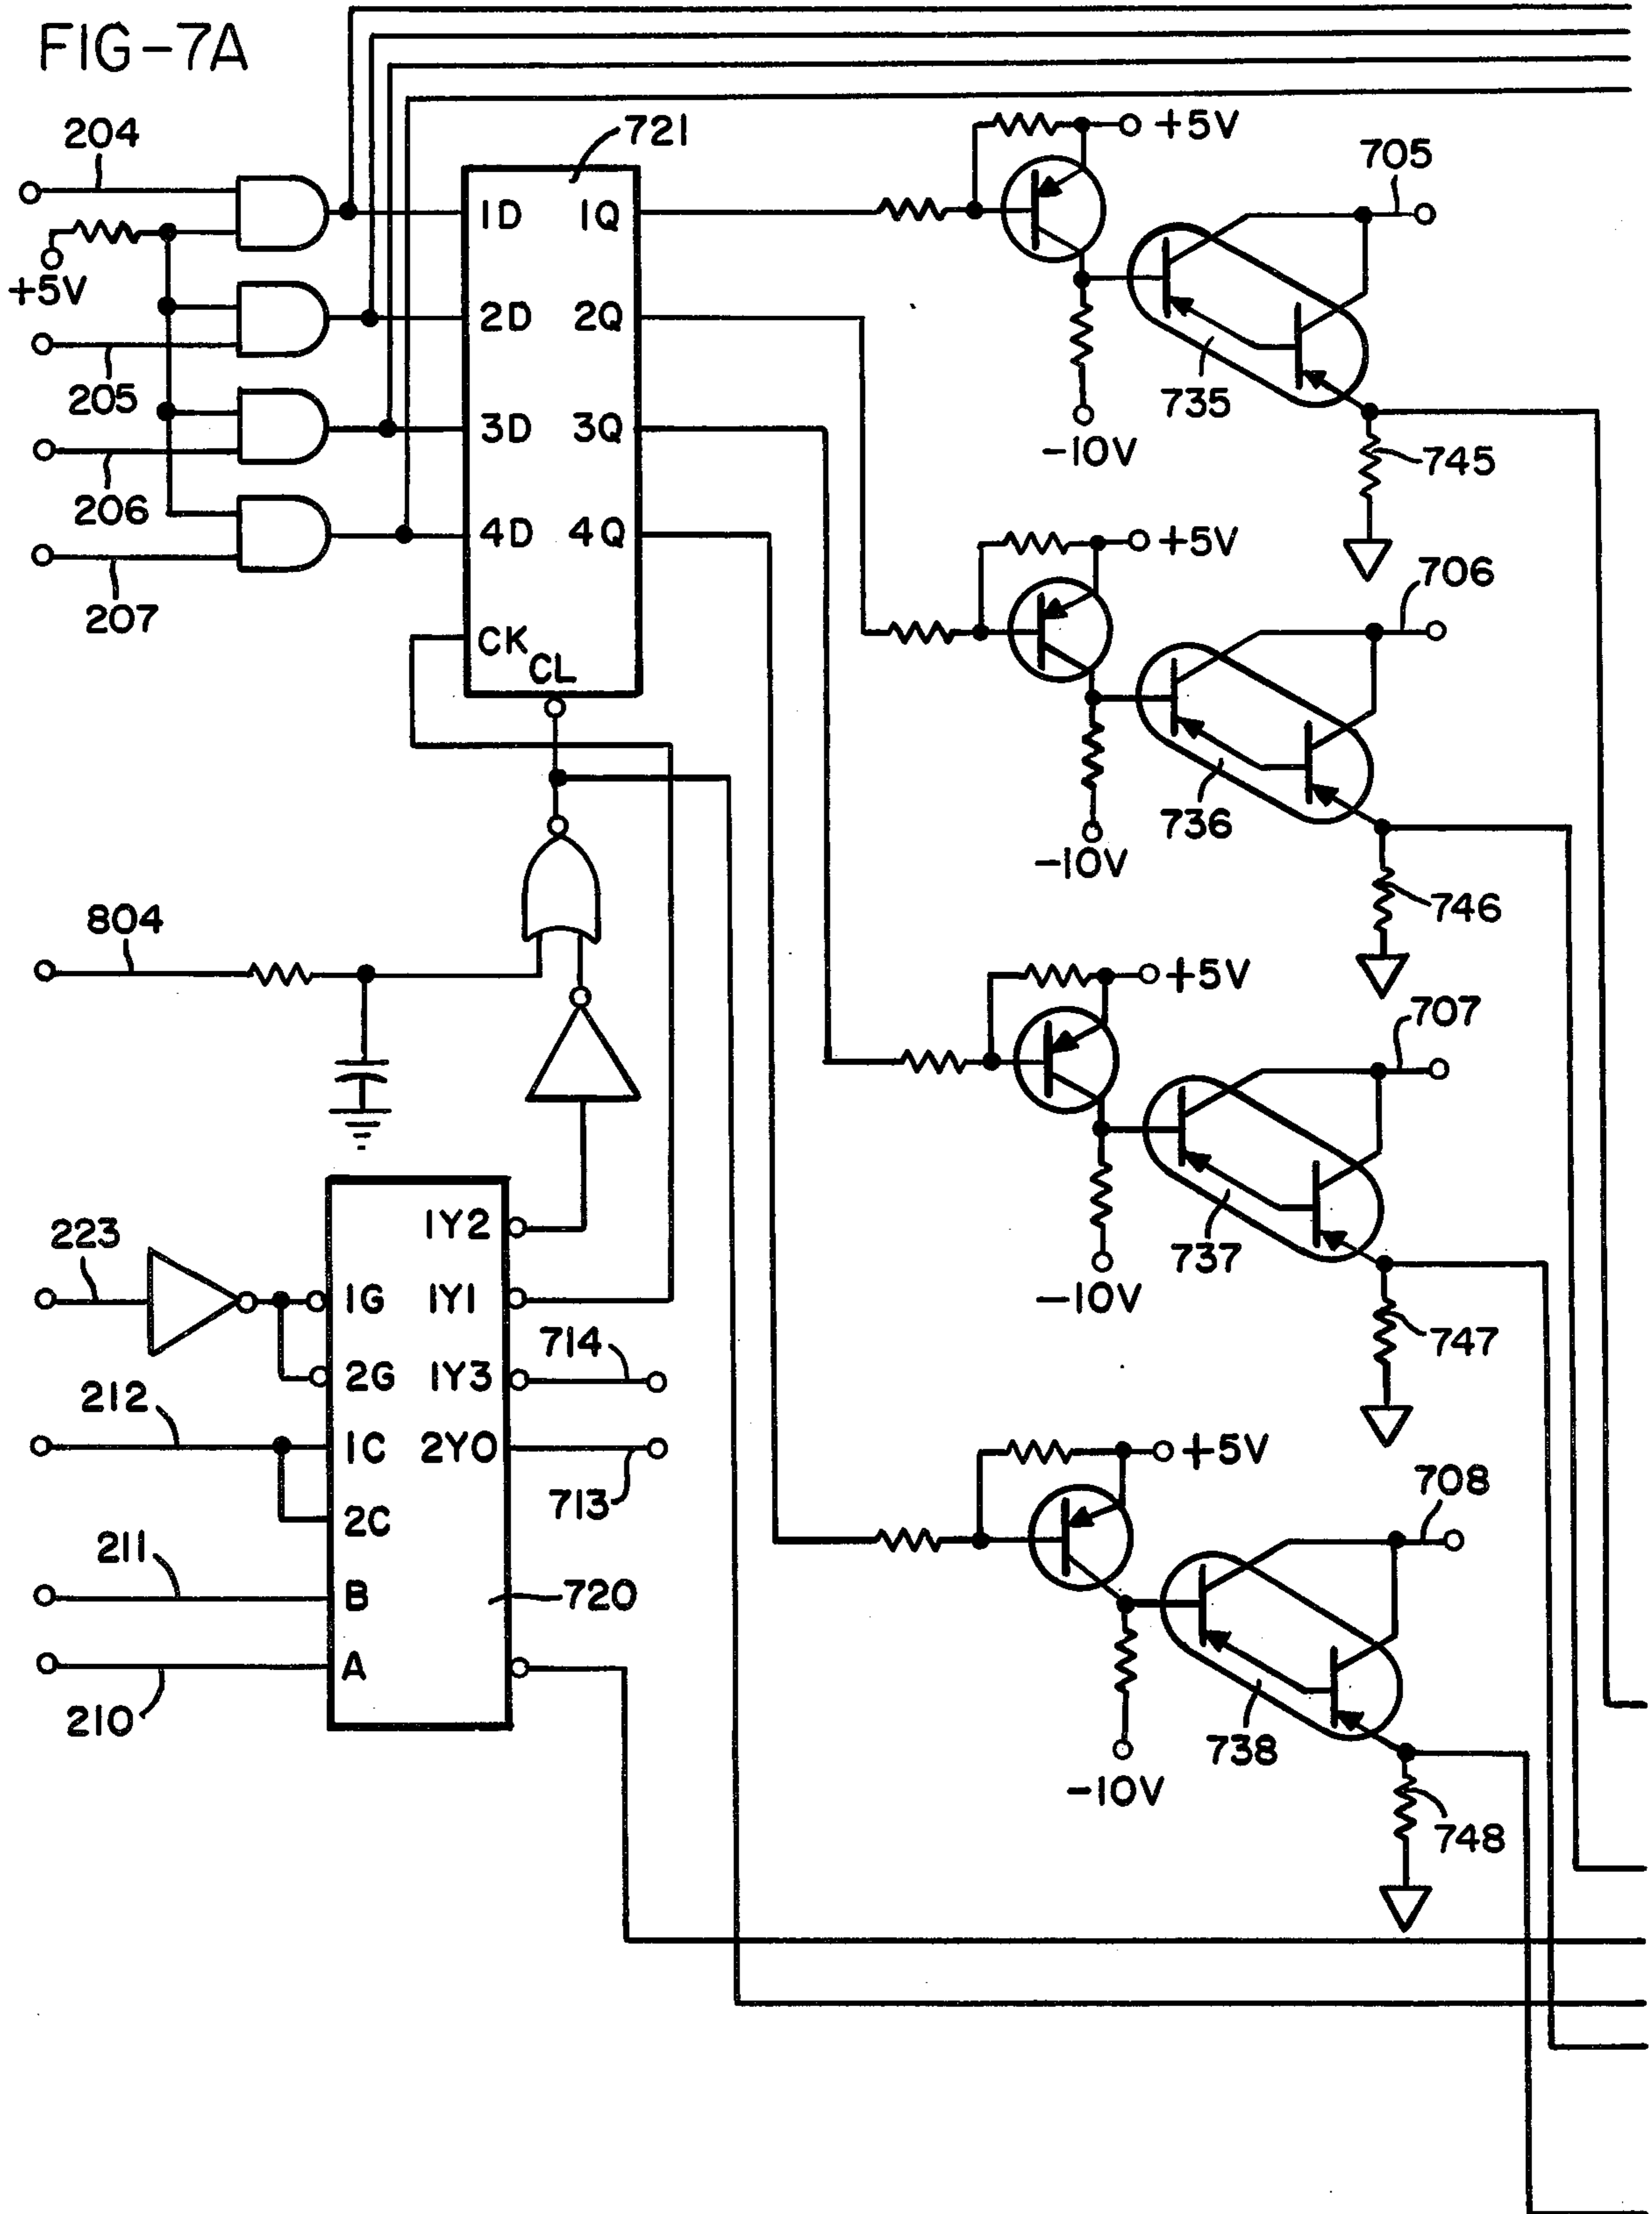 FIG-7A
204
+5V
205
206
207
721
1D 1Q
2D 2Q
3D 3Q
4D 4Q
CK
CL
+5V
705
735
-10V
745
+5V
706
736
-10V
746
804
+5V
707
737
-10V
747
223
1Y2
1G 1Y1
714
2G 1Y3
212
1C 2Y0
713
2C
211
B
720
A
210
+5V
708
738
-10V
748